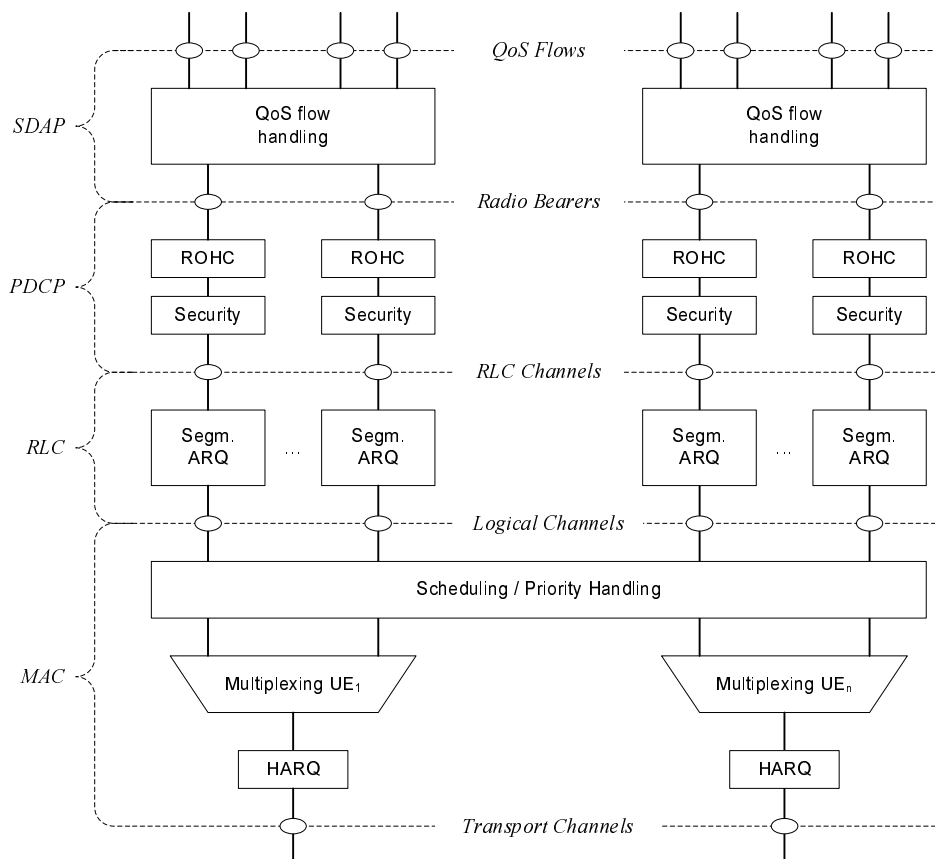 QoS Flows
QoS flow
handling
QoS flow
handling
SDAP
Radio Bearers
ROHC
ROHC
ROHC
ROHC
PDCP
Security
Security
Security
Security
RLC Channels
Segm.
ARQ
...
Segm.
ARQ
Segm.
ARQ
...
Segm.
ARQ
RLC
Logical Channels
Scheduling / Priority Handling
MAC
Multiplexing UE1
Multiplexing UEn
HARQ
HARQ
Transport Channels